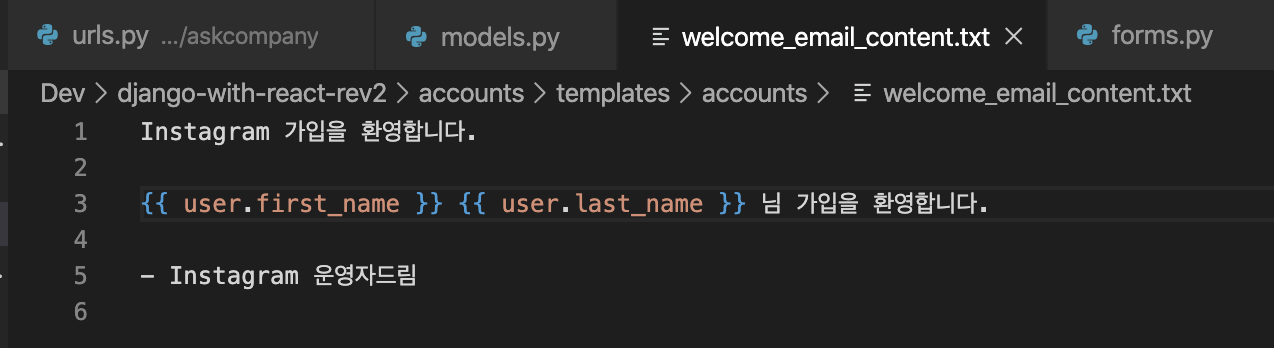 urls.py .../askcompany models.py welcome_email_content.txt forms.py
Dev > django-with-react-rev2 > accounts > templates > accounts > welcome_email_content.txt
1 Instagram 가입을 환영합니다.
2
3 {{ user.first_name }} {{ user.last_name }} 님 가입을 환영합니다.
4
5 - Instagram 운영자드림
6